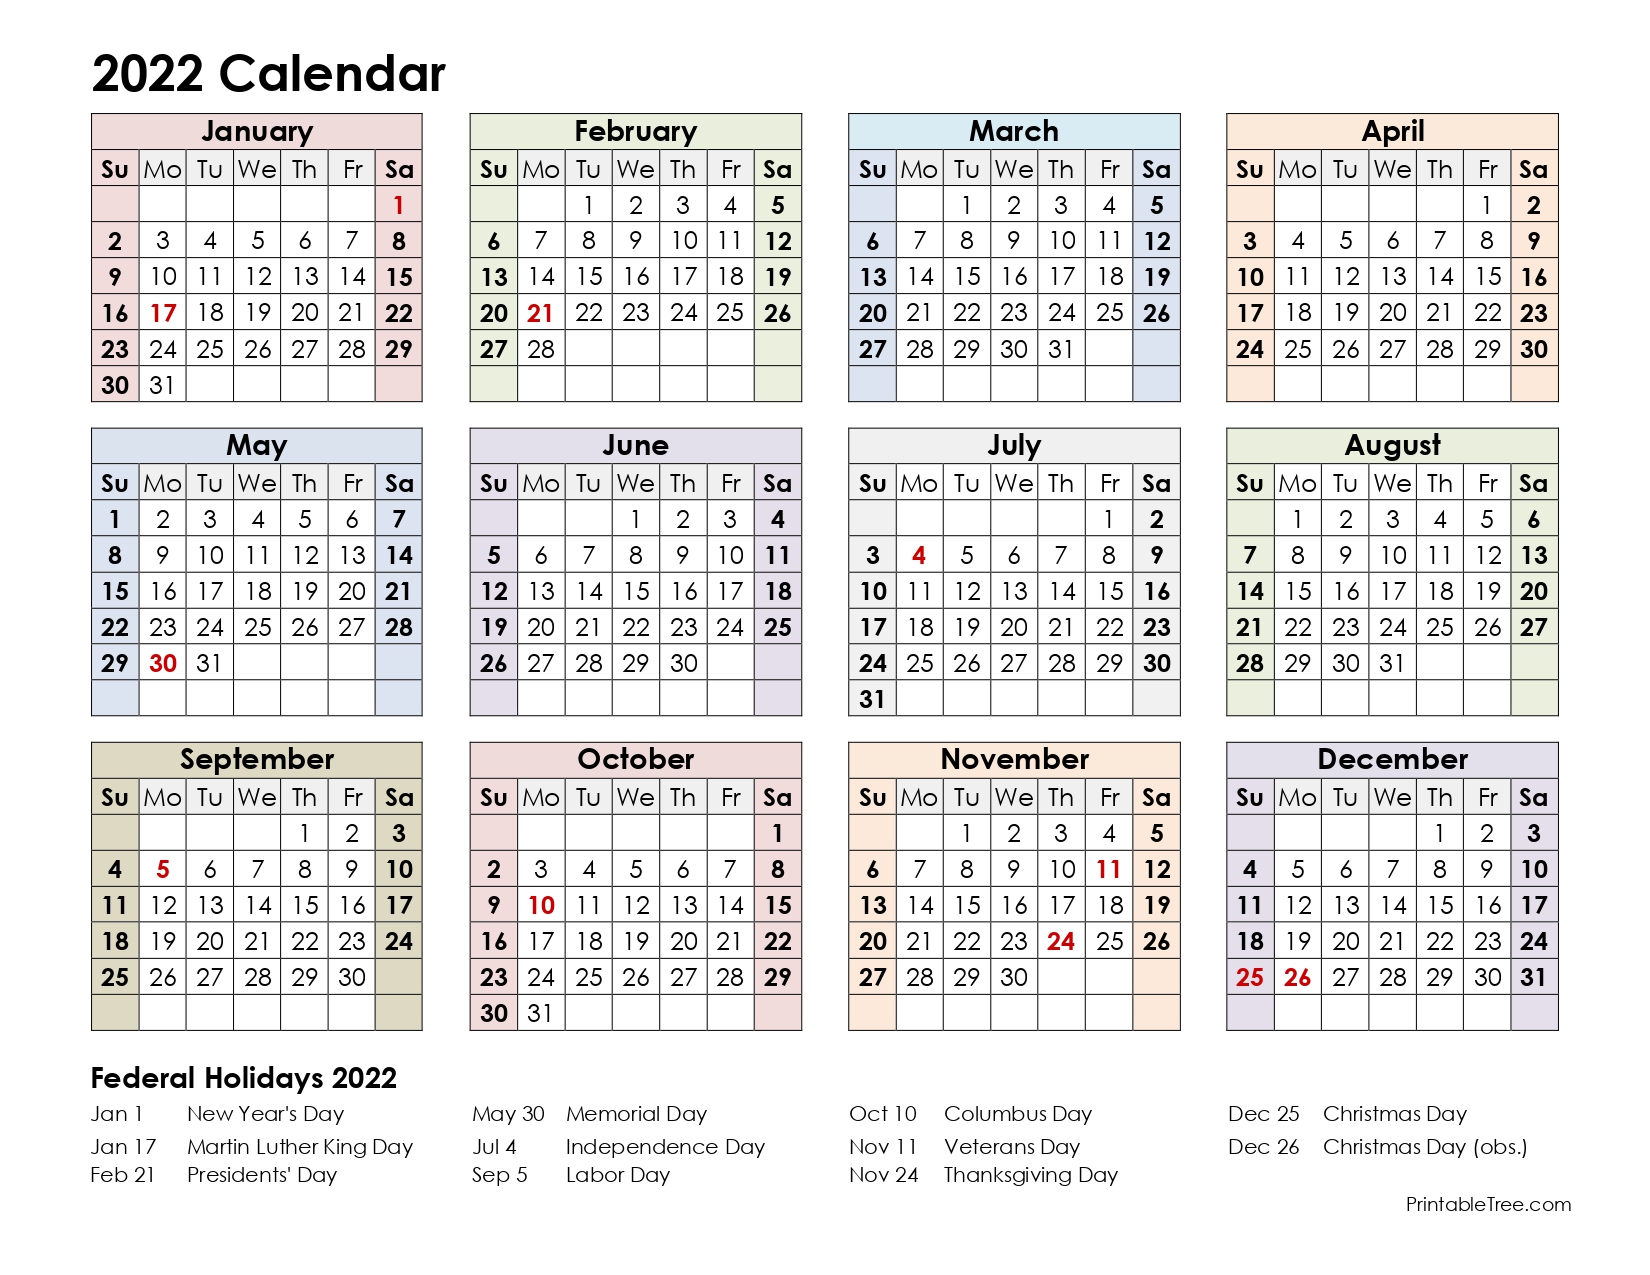 2022 Calendar
January
Su Mo Tu We Th Fr Sa
1
2 3 4 5 6 7 8
9 10 11 12 13 14 15
16 17 18 19 20 21 22
23 24 25 26 27 28 29
30 31
February
Su Mo Tu We Th Fr Sa
1 2 3 4 5
6 7 8 9 10 11 12
13 14 15 16 17 18 19
20 21 22 23 24 25 26
27 28
March
Su Mo Tu We Th Fr Sa
1 2 3 4 5
6 7 8 9 10 11 12
13 14 15 16 17 18 19
20 21 22 23 24 25 26
27 28 29 30 31
April
Su Mo Tu We Th Fr Sa
1 2
3 4 5 6 7 8 9
10 11 12 13 14 15 16
17 18 19 20 21 22 23
24 25 26 27 28 29 30
May
Su Mo Tu We Th Fr Sa
1 2 3 4 5 6 7
8 9 10 11 12 13 14
15 16 17 18 19 20 21
22 23 24 25 26 27 28
29 30 31
June
Su Mo Tu We Th Fr Sa
1 2 3 4
5 6 7 8 9 10 11
12 13 14 15 16 17 18
19 20 21 22 23 24 25
26 27 28 29 30
July
Su Mo Tu We Th Fr Sa
1 2
3 4 5 6 7 8 9
10 11 12 13 14 15 16
17 18 19 20 21 22 23
24 25 26 27 28 29 30
31
August
Su Mo Tu We Th Fr Sa
1 2 3 4 5 6
7 8 9 10 11 12 13
14 15 16 17 18 19 20
21 22 23 24 25 26 27
28 29 30 31
September
Su Mo Tu We Th Fr Sa
1 2 3
4 5 6 7 8 9 10
11 12 13 14 15 16 17
18 19 20 21 22 23 24
25 26 27 28 29 30
October
Su Mo Tu We Th Fr Sa
1
2 3 4 5 6 7 8
9 10 11 12 13 14 15
16 17 18 19 20 21 22
23 24 25 26 27 28 29
30 31
November
Su Mo Tu We Th Fr Sa
1 2 3 4 5
6 7 8 9 10 11 12
13 14 15 16 17 18 19
20 21 22 23 24 25 26
27 28 29 30
December
Su Mo Tu We Th Fr Sa
1 2 3
4 5 6 7 8 9 10
11 12 13 14 15 16 17
18 19 20 21 22 23 24
25 26 27 28 29 30 31
Federal Holidays 2022
Jan 1 New Year's Day
Jan 17 Martin Luther King Day
Feb 21 Presidents' Day
May 30 Memorial Day
Jul 4 Independence Day
Sep 5 Labor Day
Oct 10 Columbus Day
Nov 11 Veterans Day
Nov 24 Thanksgiving Day
Dec 25 Christmas Day
Dec 26 Christmas Day (obs.)
PrintableTree.com